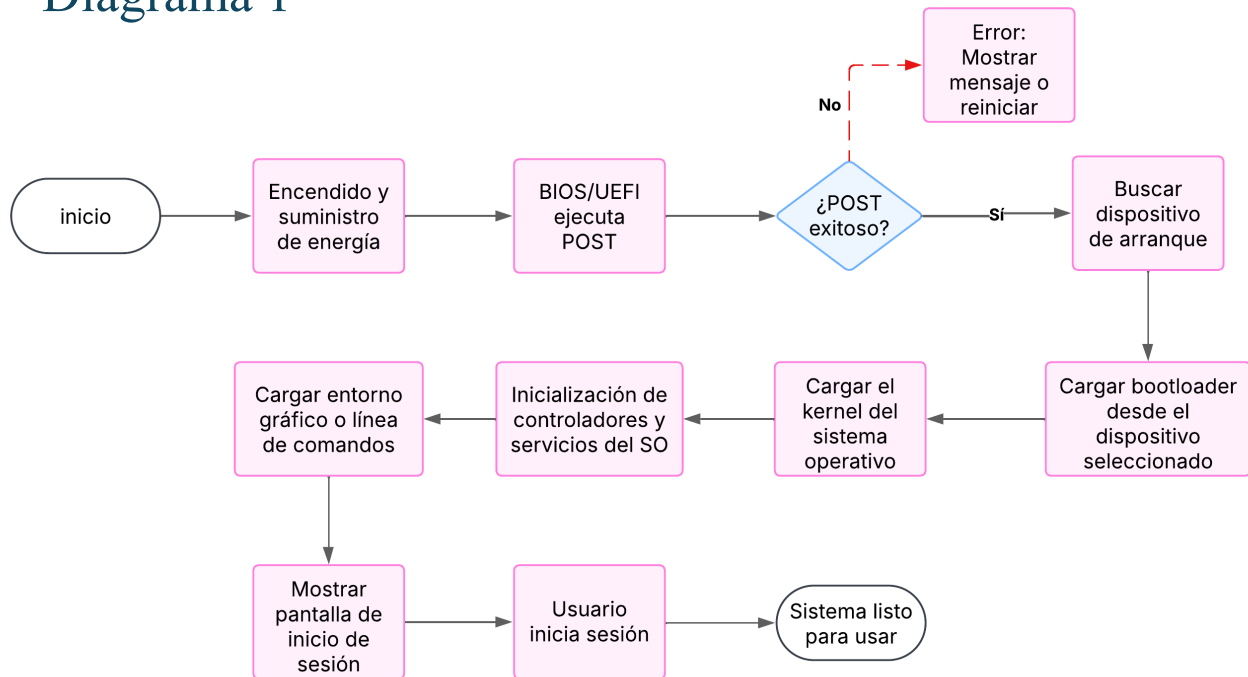 Diagrama 1
Error:
Mostrar
mensaje o
reiniciar
No
inicio
Encendido y
suministro
de energía
BIOS/UEFI
ejecuta
POST
¿POST
exitoso?
Sí
Buscar
dispositivo
de arranque
Cargar bootloader
desde el
dispositivo
seleccionado
Cargar el
kernel del
sistema
operativo
Inicialización de
controladores y
servicios del SO
Cargar entorno
gráfico o línea
de comandos
Mostrar
pantalla de
inicio de
sesión
Usuario
inicia sesión
Sistema listo
para usar